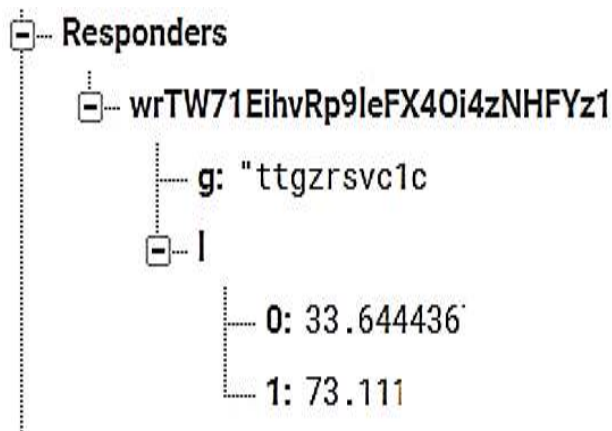 Responders
wrTW71EihvRp9leFX4Oi4zNHFYz1
g: "ttgzrsvc1c
l
0: 33.644436
1: 73.111